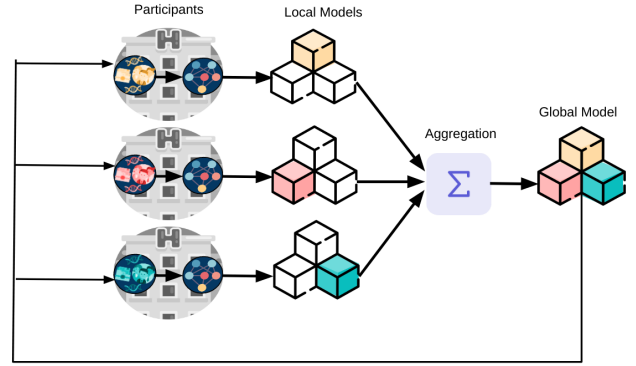 Participants
Local Models
Global Model
Aggregation
Σ